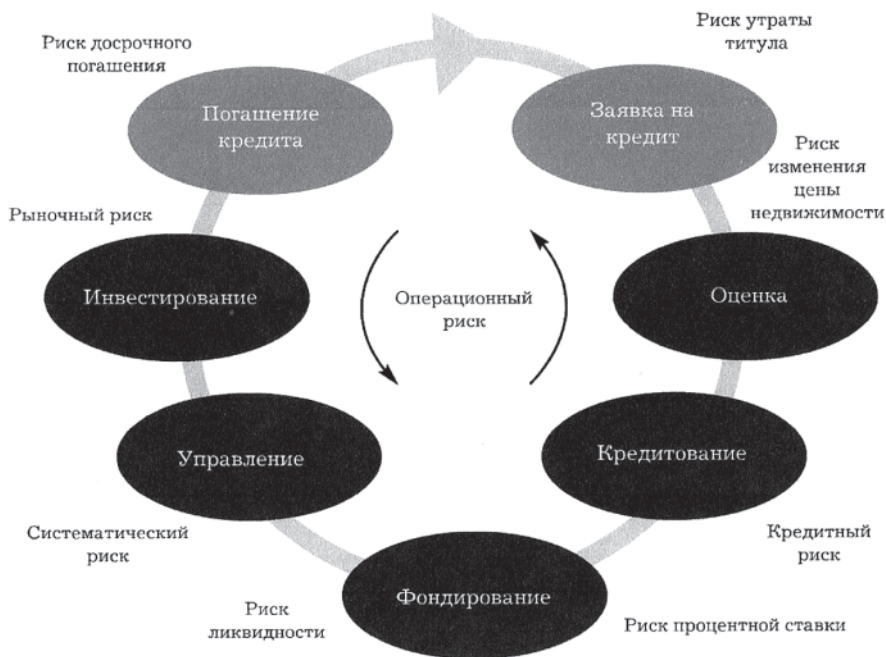 Риск досрочного
погашения
Риск утраты
титула
Погашение
кредита
Заявка на
кредит
Риск
изменения
цены
недвижимости
Рыночный риск
Инвестирование
Операционный
риск
Оценка
Управление
Кредитование
Систематический
риск
Кредитный
риск
Фондирование
Риск
ликвидности
Риск процентной ставки